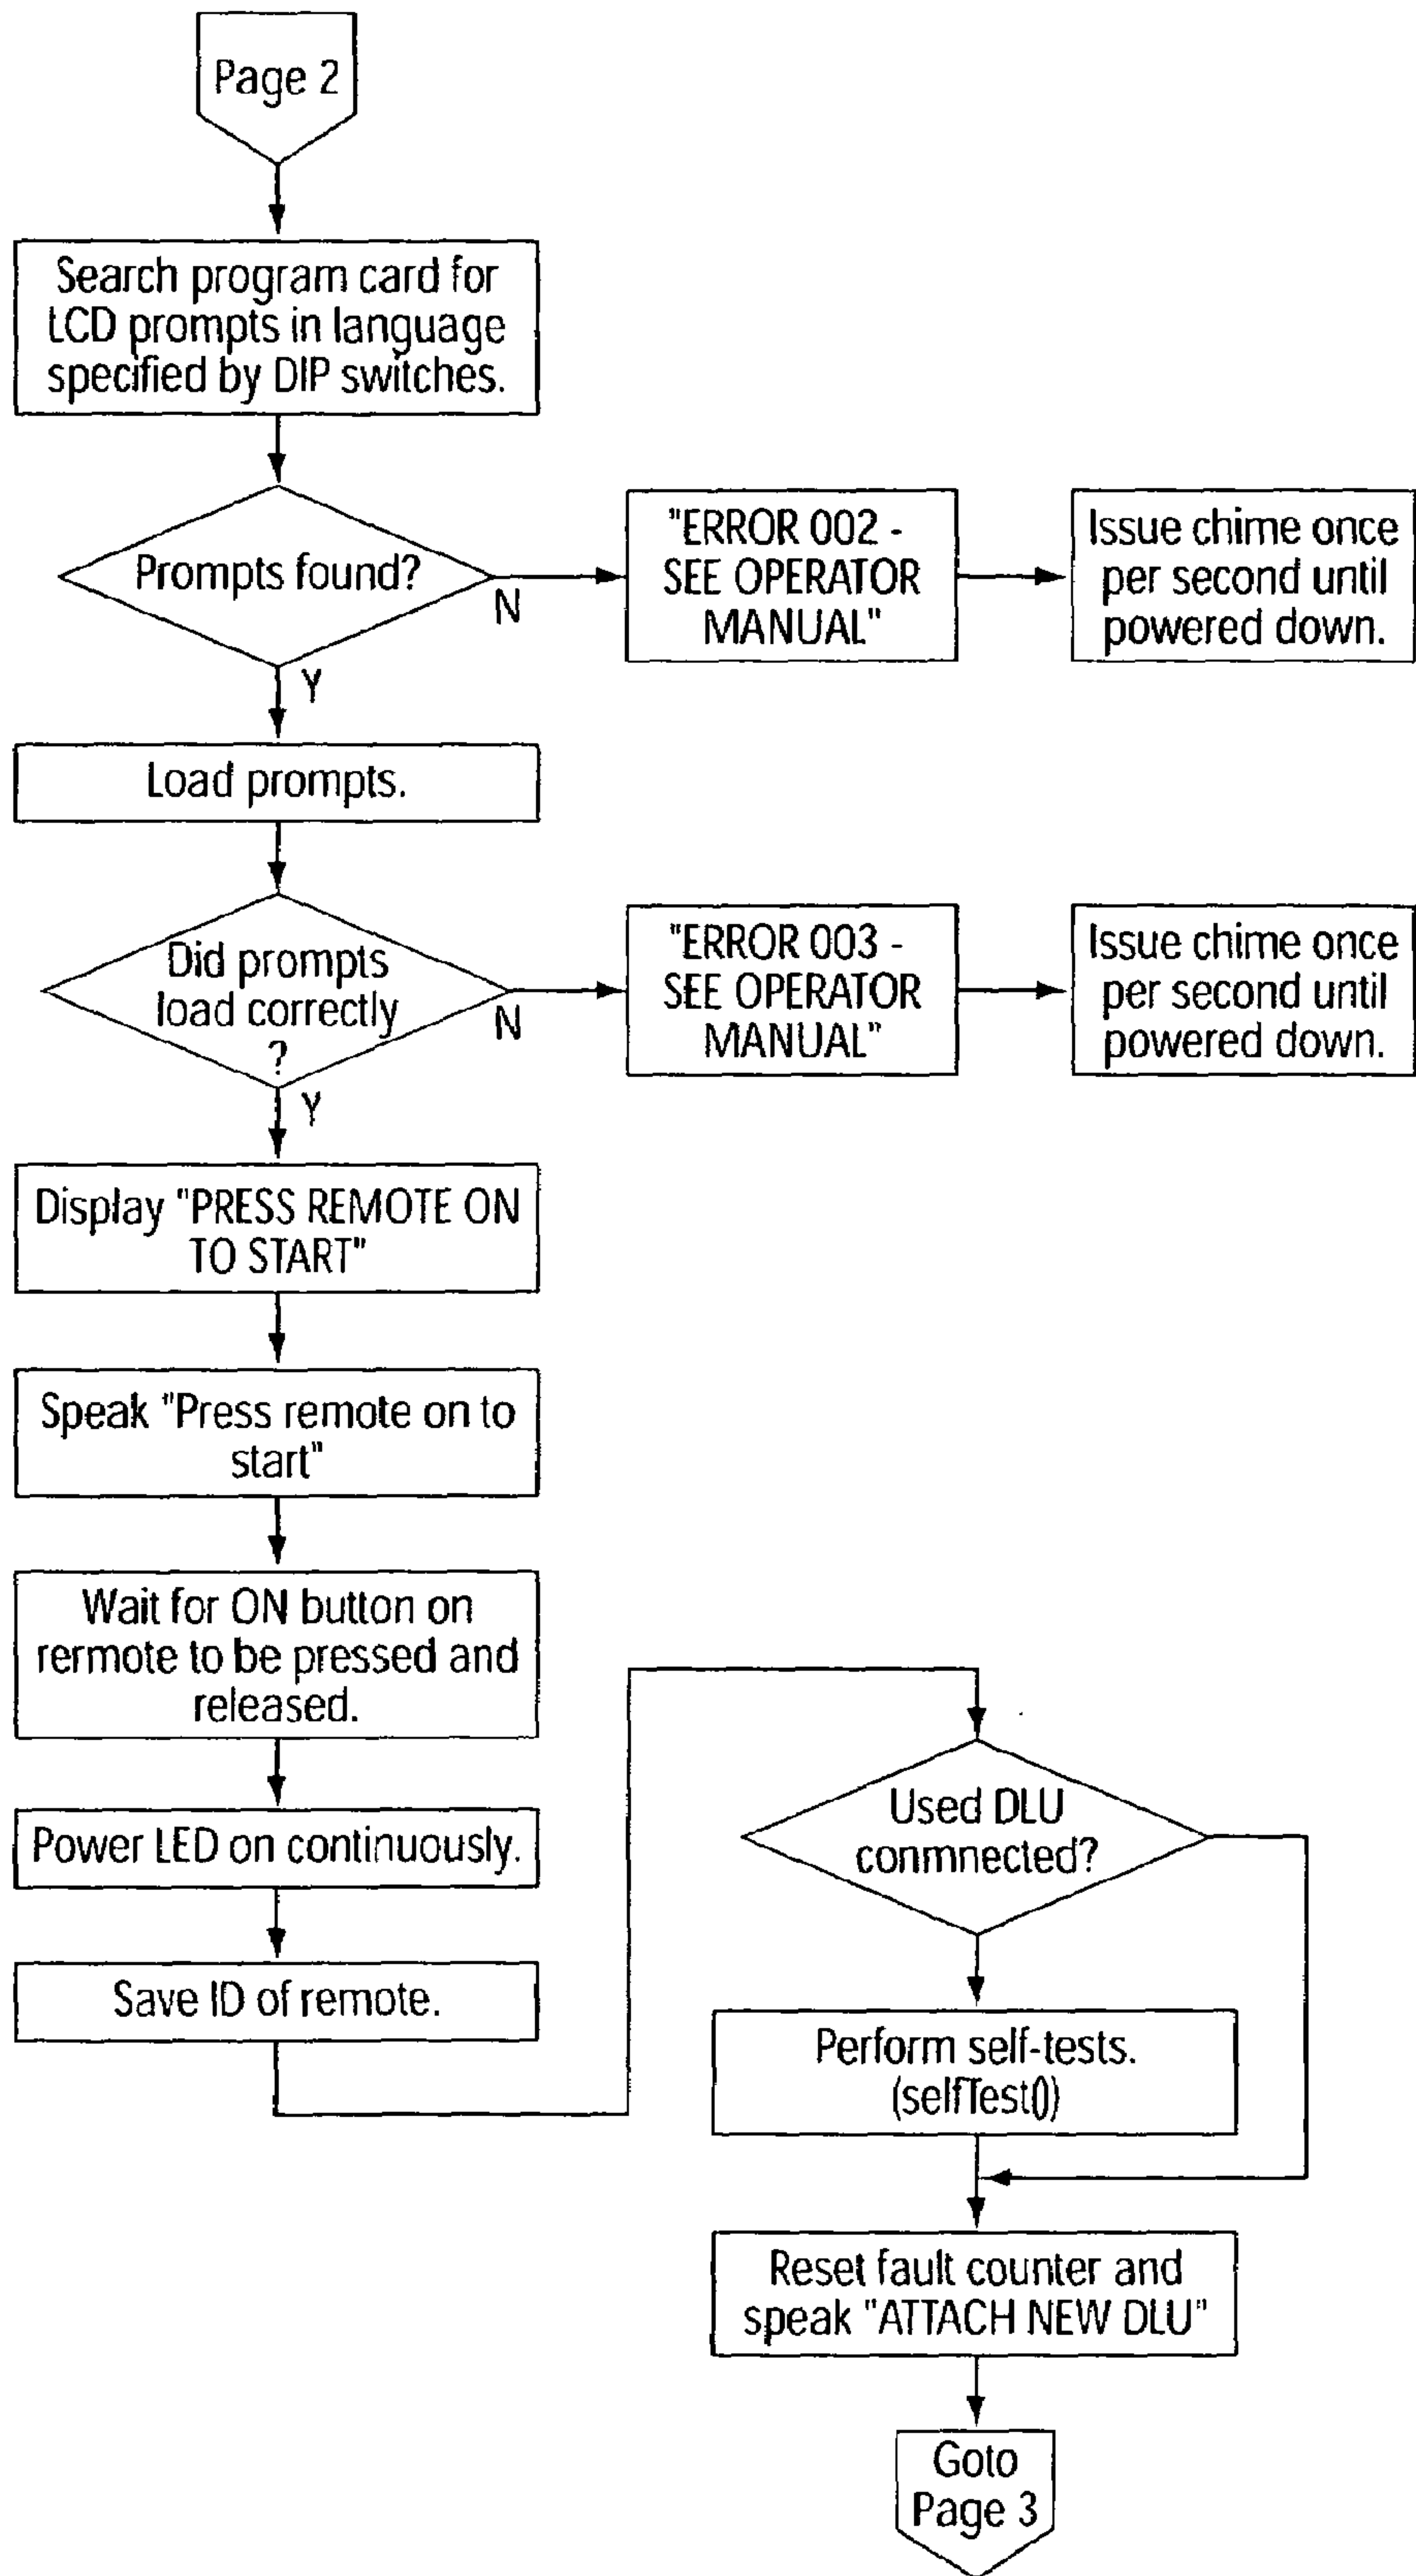 Page 2
Search program card for
LCD prompts in language
specified by DIP switches.
Prompts found?
N
"ERROR 002 -
SEE OPERATOR
MANUAL"
Issue chime once
per second until
powered down.
Y
Load prompts.
Did prompts
load correctly
?
N
"ERROR 003 -
SEE OPERATOR
MANUAL"
Issue chime once
per second until
powered down.
Y
Display "PRESS REMOTE ON
TO START"
Speak "Press remote on to
start"
Wait for ON button on
rermote to be pressed and
released.
Power LED on continuously.
Save ID of remote.
Used DLU
conmnected?
Perform self-tests.
(selfTest())
Reset fault counter and
speak "ATTACH NEW DLU"
Goto
Page 3